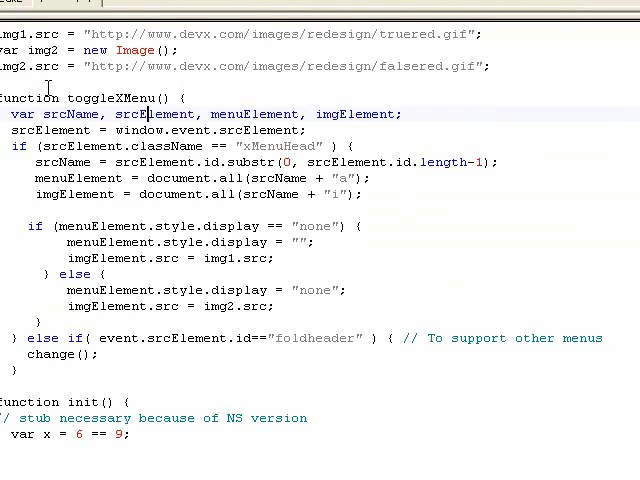 img1.src = "http://www.devx.com/images/redesign/truered.gif";
var img2 = new Image();
img2.src = "http://www.devx.com/images/redesign/falsered.gif";
function toggleXMenu() {
var srcName, srcElement, menuElement, imgElement;
srcElement = window.event.srcElement;
if (srcElement.className == "xMenuHead" ) {
srcName = srcElement.id.substr(0, srcElement.id.length-1);
menuElement = document.all(srcName + "a");
imgElement = document.all(srcName + "i");
if (menuElement.style.display == "none") {
menuElement.style.display = "";
imgElement.src = img1.src;
} else {
menuElement.style.display = "none";
imgElement.src = img2.src;
}
} else if( event.srcElement.id=="foldheader" ) { // To support other menus
change();
}
function init() {
// stub necessary because of NS version
var x = 6 == 9;